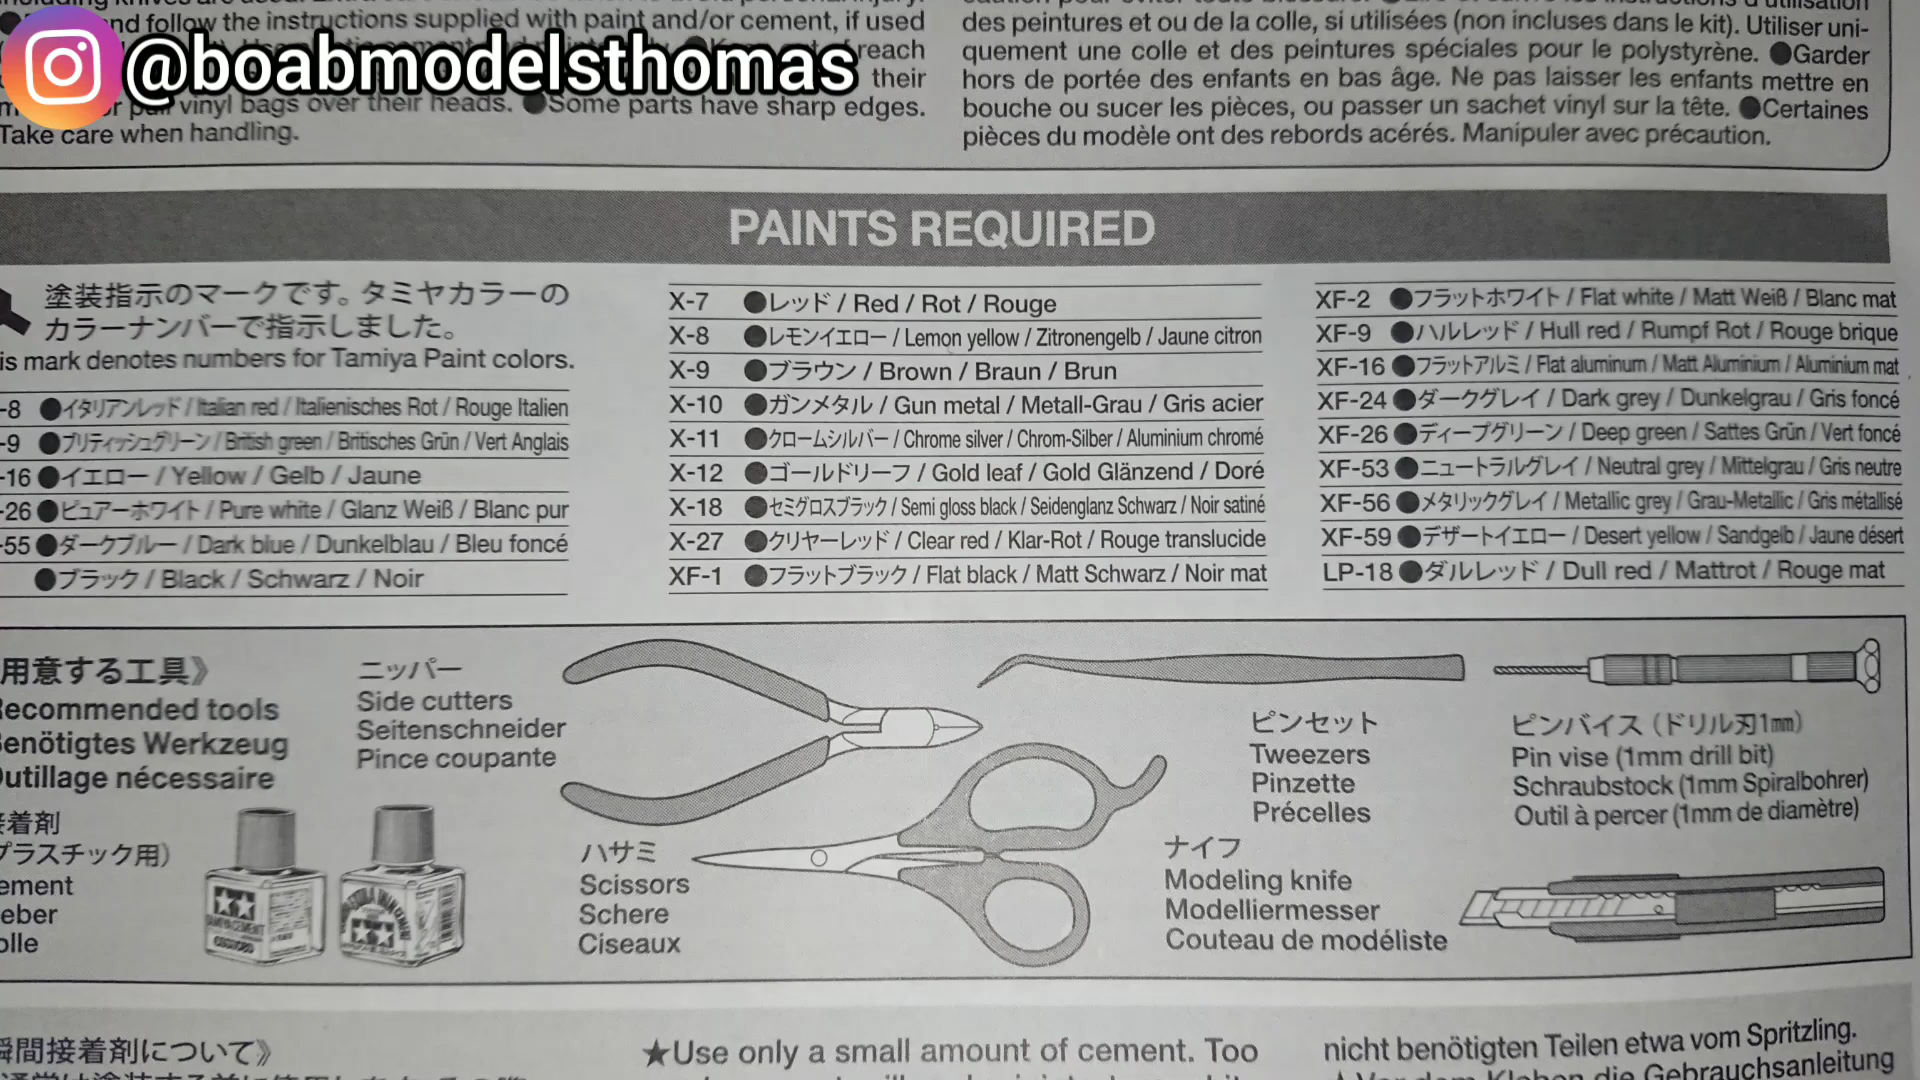 @boabmodelsthomas
and follow the instructions supplied with paint and/or cement, if used
reach
their
vinyl bags over their heads. ●Some parts have sharp edges.
Take care when handling.
des peintures et ou de la colle, si utilisées (non incluses dans le kit). Utiliser uni-
quement une colle et des peintures spéciales pour le polystyrène. ●Garder
hors de portée des enfants en bas âge. Ne pas laisser les enfants mettre en
bouche ou sucer les pièces, ou passer un sachet vinyl sur la tête. ●Certaines
pièces du modèle ont des rebords acérés. Manipuler avec précaution.
PAINTS REQUIRED
塗装指示のマークです。タミヤカラーの
カラーナンバーで指示しました。
is mark denotes numbers for Tamiya Paint colors.
-8 ●イタリアンレッド / Italian red / Italienisches Rot / Rouge Italien
-9 ●ブリティッシュグリーン / British green / Britisches Grün / Vert Anglais
-16 ●イエロー / Yellow / Gelb / Jaune
-26 ●ピュアーホワイト / Pure white / Glanz Weiß / Blanc pur
-55 ●ダークブルー / Dark blue / Dunkelblau / Bleu foncé
●ブラック / Black / Schwarz / Noir
X-7 ●レッド / Red / Rot / Rouge
X-8 ●レモンイエロー / Lemon yellow / Zitronengelb / Jaune citron
X-9 ●ブラウン / Brown / Braun / Brun
X-10 ●ガンメタル / Gun metal / Metall-Grau / Gris acier
X-11 ●クロームシルバー / Chrome silver / Chrom-Silber / Aluminium chromé
X-12 ●ゴールドリーフ / Gold leaf / Gold Glänzend / Doré
X-18 ●セミグロスブラック / Semi gloss black / Seidenglanz Schwarz / Noir satiné
X-27 ●クリヤーレッド / Clear red / Klar-Rot / Rouge translucide
XF-1 ●フラットブラック / Flat black / Matt Schwarz / Noir mat
XF-2 ●フラットホワイト / Flat white / Matt Weiß / Blanc mat
XF-9 ●ハルレッド / Hull red / Rumpf Rot / Rouge brique
XF-16 ●フラットアルミ / Flat aluminum / Matt Aluminium / Aluminium mat
XF-24 ●ダークグレイ / Dark grey / Dunkelgrau / Gris foncé
XF-26 ●ディープグリーン / Deep green / Sattes Grün / Vert foncé
XF-53 ●ニュートラルグレイ / Neutral grey / Mittelgrau / Gris neutre
XF-56 ●メタリックグレイ / Metallic grey / Grau-Metallic / Gris métallisé
XF-59 ●デザートイエロー / Desert yellow / Sandgelb / Jaune désert
LP-18 ●ダルレッド / Dull red / Mattrot / Rouge mat
用意する工具》
Recommended tools
Benötigtes Werkzeug
Outillage nécessaire
接着剤
プラスチック用）
ement
eber
olle
ニッパー
Side cutters
Seitenschneider
Pince coupante
ハサミ
Scissors
Schere
Ciseaux
ピンセット
Tweezers
Pinzette
Précelles
ピンバイス（ドリル刃1mm）
Pin vise (1mm drill bit)
Schraubstock (1mm Spiralbohrer)
Outil à percer (1mm de diamètre)
ナイフ
Modeling knife
Modelliermesser
Couteau de modéliste
瞬間接着剤について》
★Use only a small amount of cement. Too
nicht benötigten Teilen etwa vom Spritzling.
die Gebrauchsanleitung